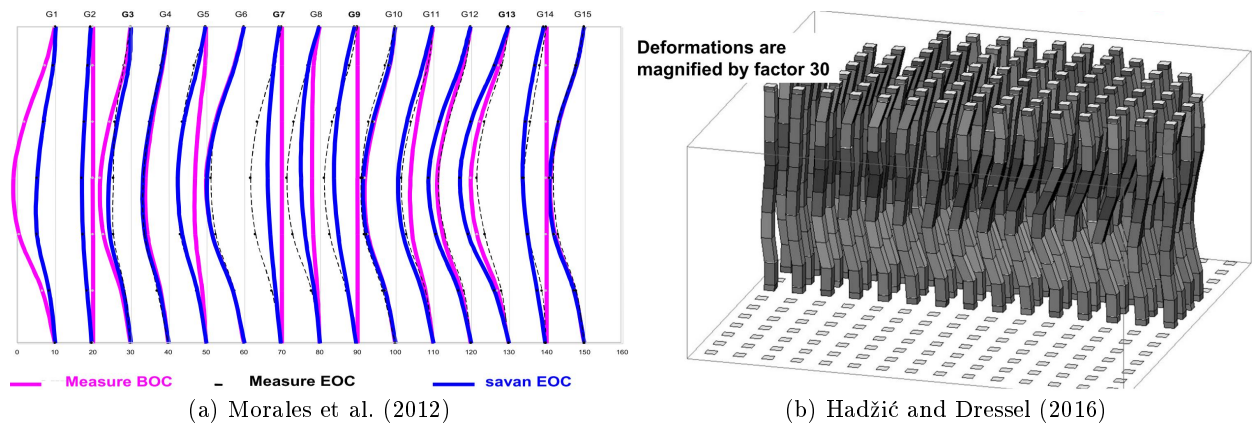 G1 G2 G3 G4 G5 G6 G7 G8 G9 G10 G11 G12 G13 G14 G15
0 10 20 30 40 50 60 70 80 90 100 110 120 130 140 150 160
Measure BOC Measure EOC savan EOC
(a) Morales et al. (2012)
Deformations are
magnified by factor 30
(b) Hadžić and Dressel (2016)